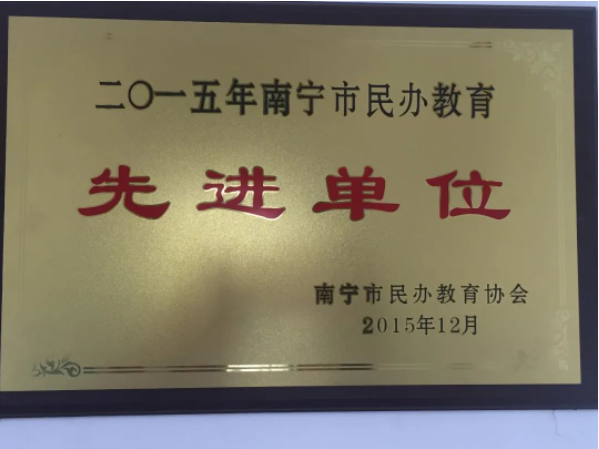 二〇一五年南宁市民办教育
先进单位
南宁市民办教育协会
2015年12月